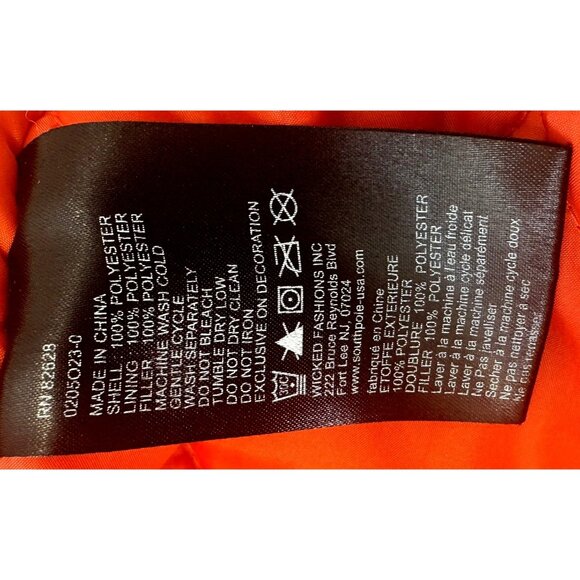 RN 82628
0205O23-0
MADE IN CHINA
SHELL: 100% POLYESTER
LINING: 100% POLYESTER
FILLER: 100% POLYESTER
MACHINE WASH COLD
GENTLE CYCLE
WASH SEPARATELY
DO NOT BLEACH
TUMBLE DRY LOW
DO NOT DRY CLEAN
DO NOT IRON
EXCLUSIVE ON DECORATION
WICKED FASHIONS INC
222 Bruce Reynolds Blvd
Fort Lee NJ, 07024
www.southpole-usa.com
fabriqué en Chine
ETOFFE EXTERIEURE
100% POLYESTER
DOUBLURE 100% POLYESTER
FILLER 100% POLYESTER
Laver à la machine à l'eau froide
Laver à la machine cycle délicat
Laver à la machine séparément
Ne Pas javelliser
Sécher à la machine cycle doux
Ne pas nettoyer à sec
Ne pas repasser